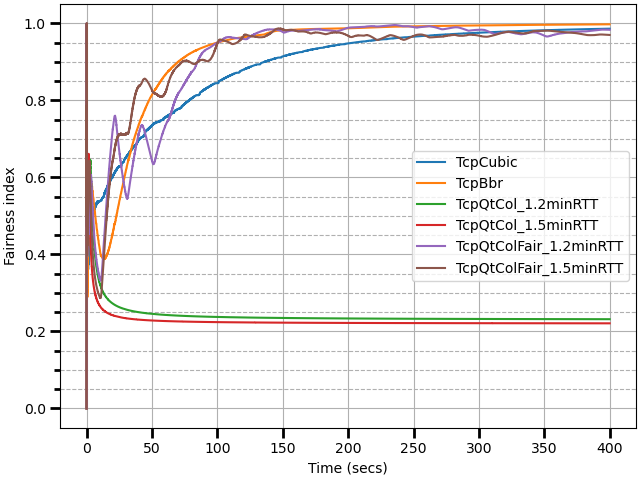 Fairness index
1.0
0.8
0.6
0.4
0.2
0.0
TcpCubic
TcpBbr
TcpQtCol_1.2minRTT
TcpQtCol_1.5minRTT
TcpQtColFair_1.2minRTT
TcpQtColFair_1.5minRTT
0 50 100 150 200 250 300 350 400
Time (secs)